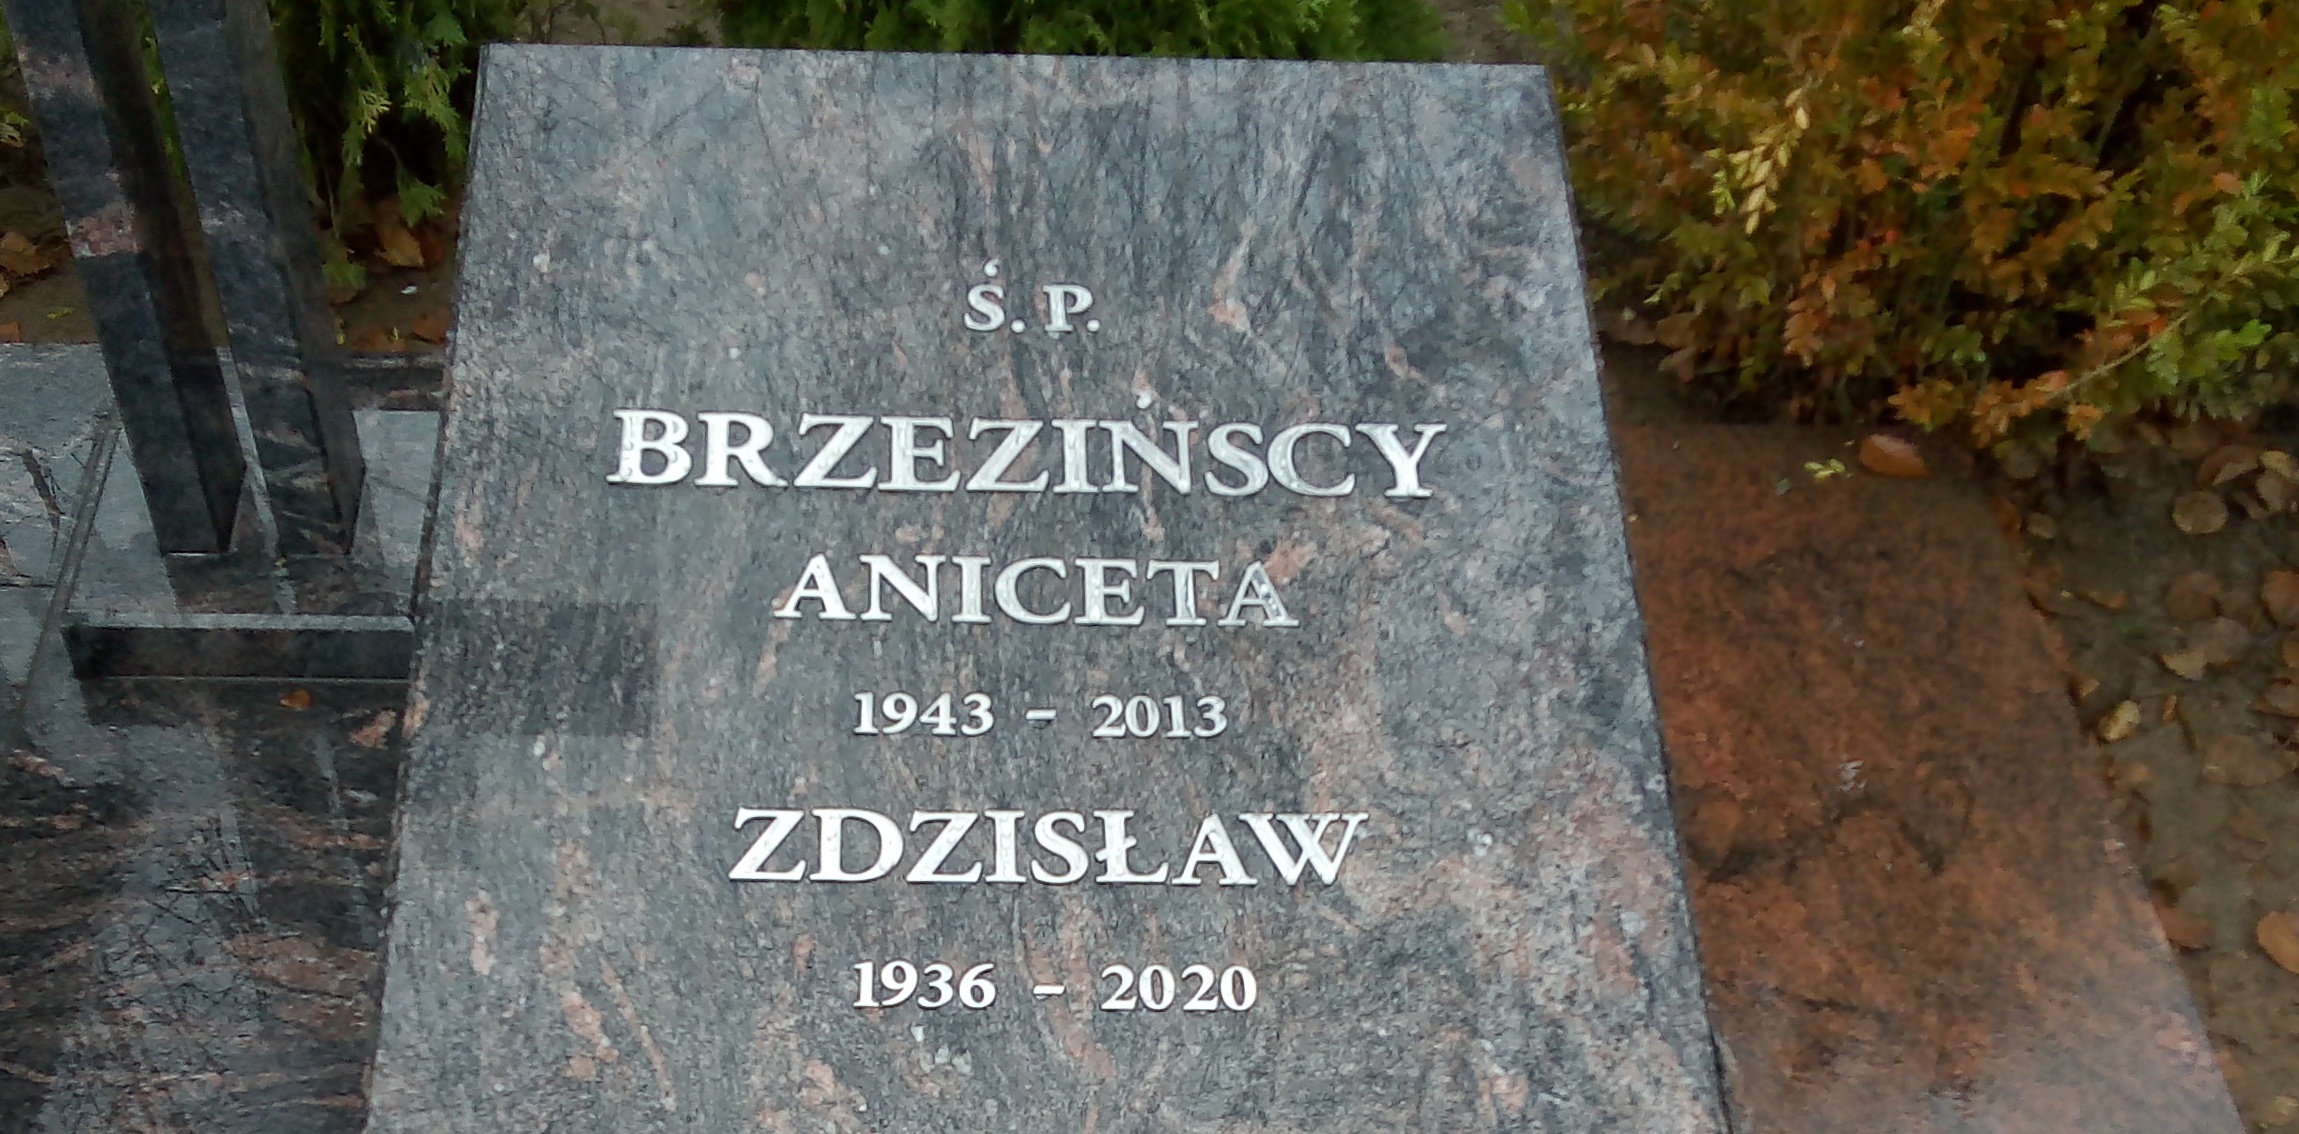 Ś. P.
BRZEZIŃSCY
ANICETA
1943 – 2013
ZDZISŁAW
1936 – 2020